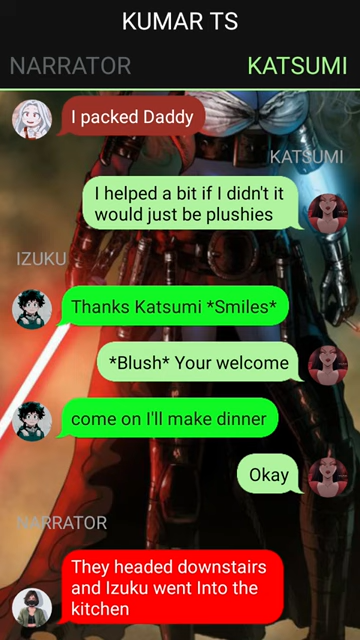 KUMAR TS
NARRATOR
KATSUMI
I packed Daddy
KATSUMI
I helped a bit if I didn't it
would just be plushies
IZUKU
Thanks Katsumi *Smiles*
*Blush* Your welcome
come on I'll make dinner
Okay
NARRATOR
They headed downstairs
and Izuku went Into the
kitchen